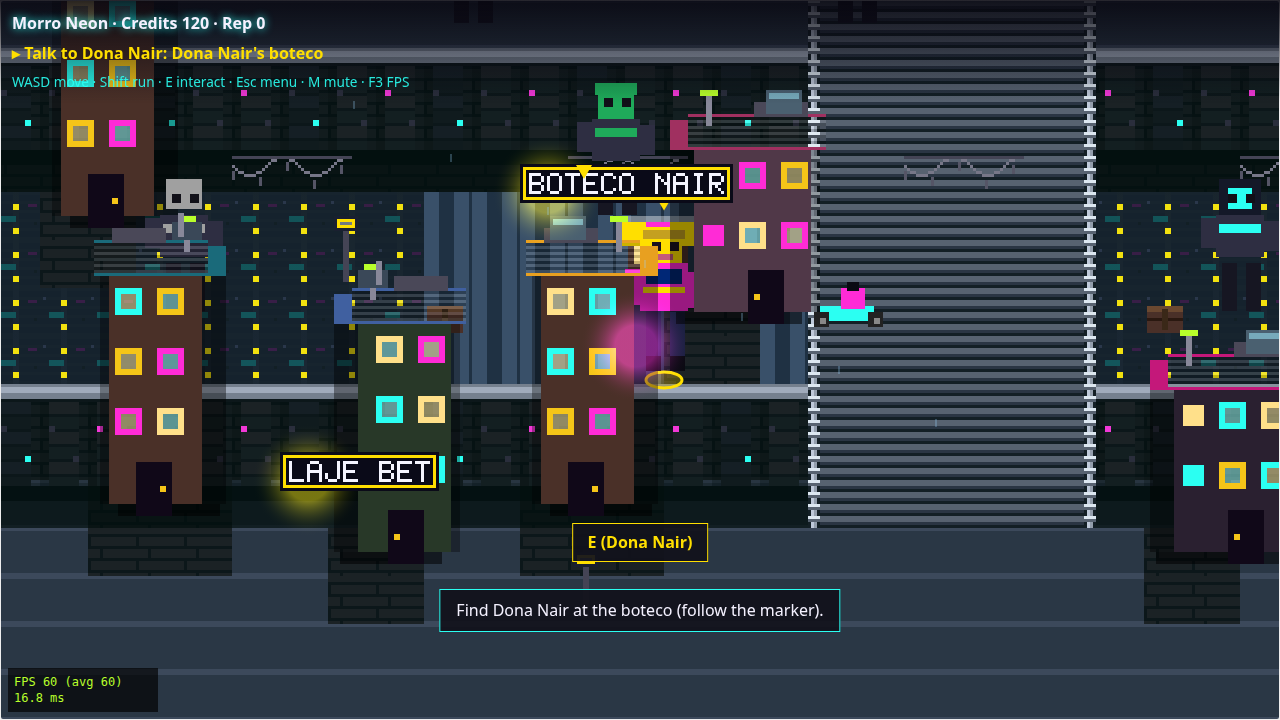 Morro Neon · Credits 120 · Rep 0
▸ Talk to Dona Nair: Dona Nair's boteco
WASD move · Shift run · E interact · Esc menu · M mute · F3 FPS
BOTECO NAIR
LAJE BET
E (Dona Nair)
Find Dona Nair at the boteco (follow the marker).
FPS 60 (avg 60)
16.8 ms